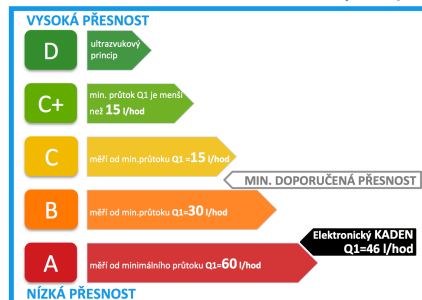 VYSOKÁ PŘESNOST
D
ultrazvukový
princip
C+
min. průtok Q1 je menší
než 15 l/hod
C
měří od min.průtoku Q1 =15 l/hod
MIN. DOPORUČENÁ PŘESNOST
B
měří od min.průtoku Q1=30 l/hod
Elektronický KADEN
Q1=46 l/hod
A
měří od minimálního průtoku Q1=60 l/hod
NÍZKÁ PŘESNOST